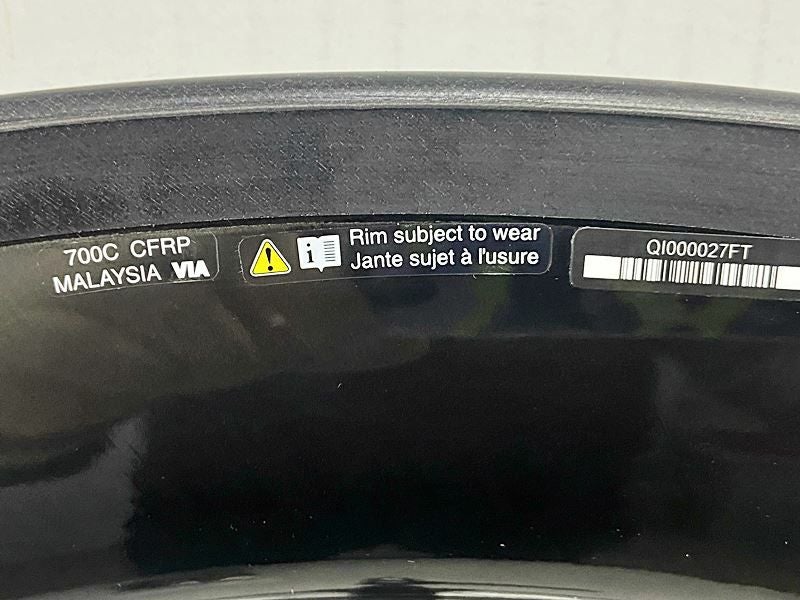 700C CFRP
MALAYSIA VIA
i
Rim subject to wear
Jante sujet à l'usure
QI000027FT